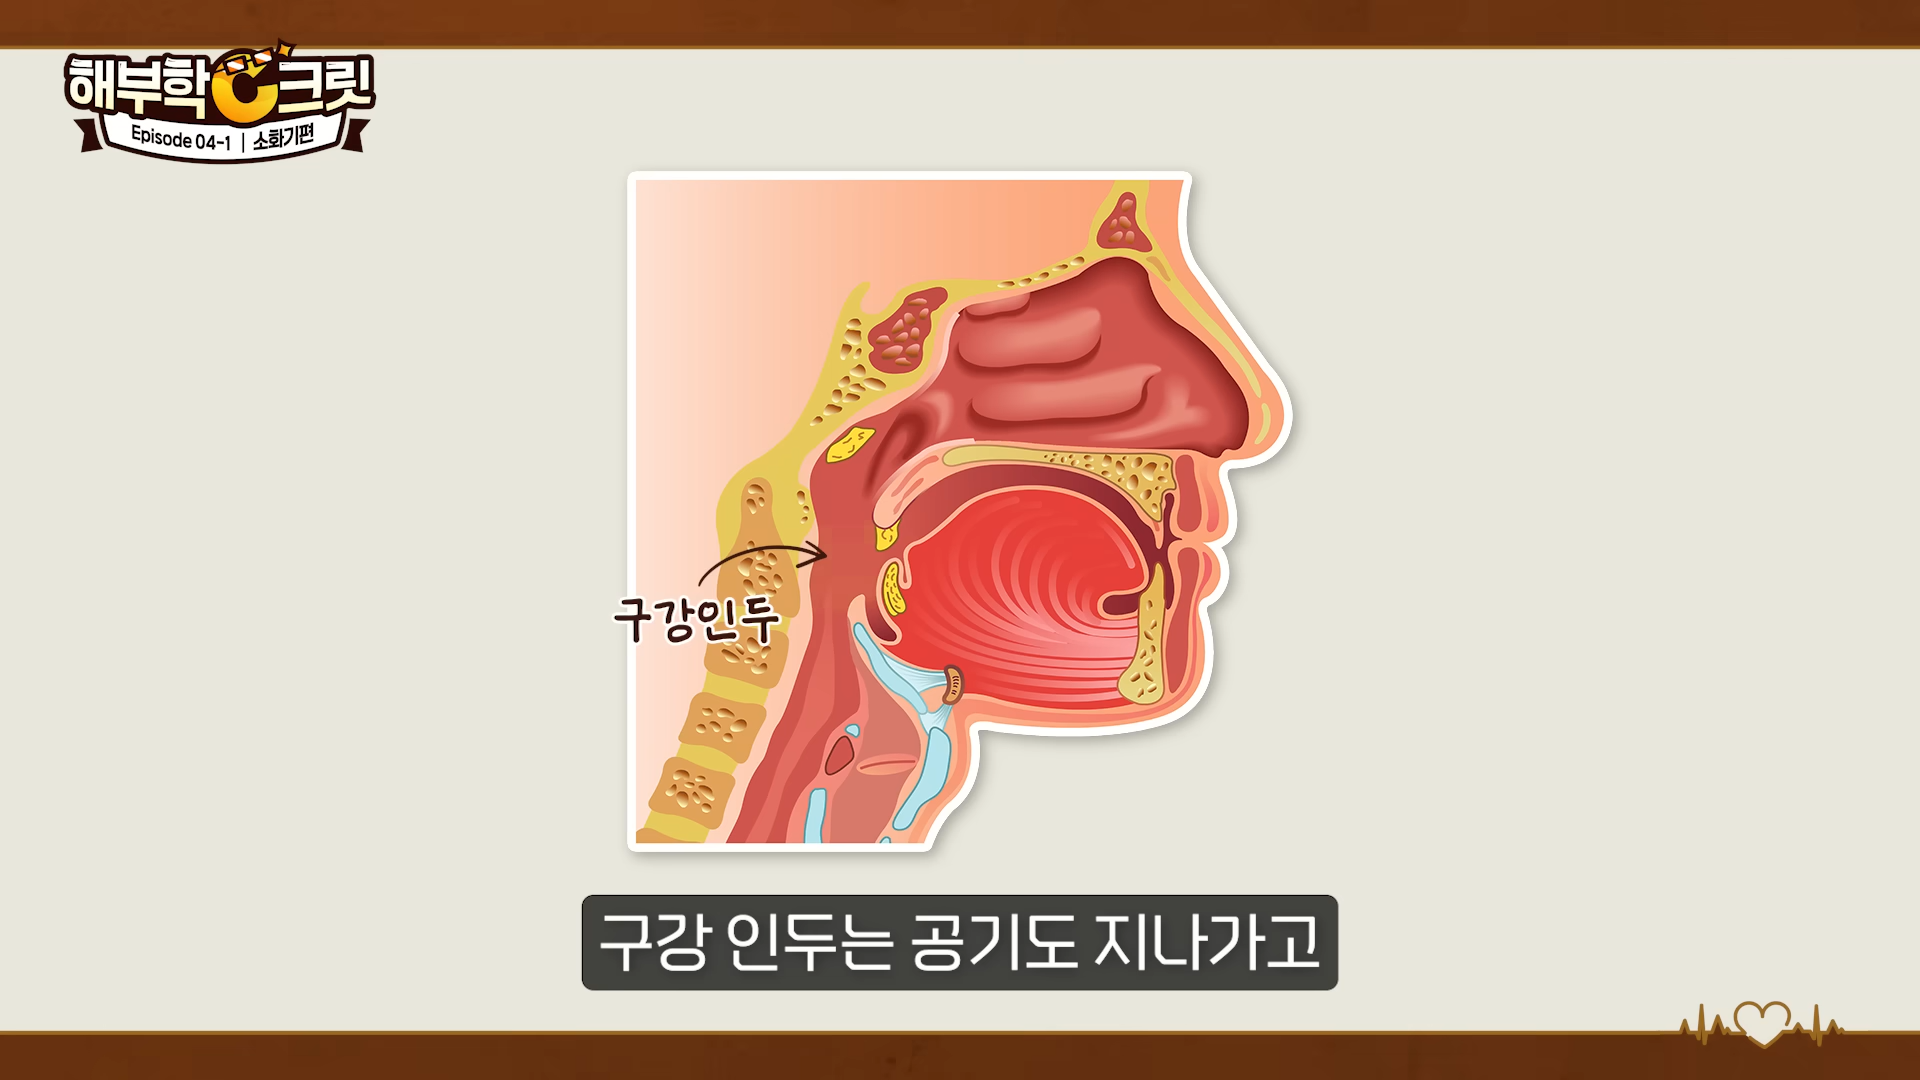 해부학 C크릿
Episode 04-1 | 소화기편
구강인두
구강 인두는 공기도 지나가고